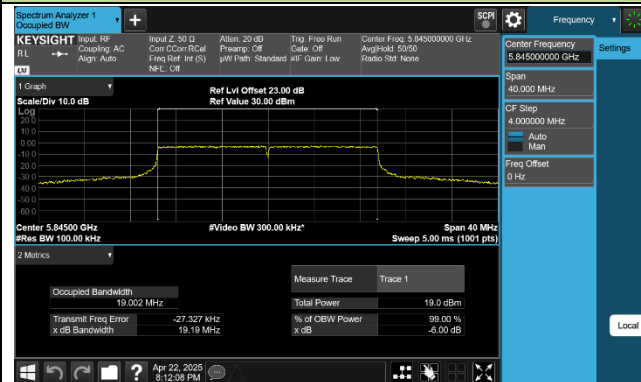 Spectrum Analyzer 1
Occupied BW
+
SCPI
Frequency
KEYSIGHT
RL
LXI
Input: RF
Coupling: AC
Align: Auto
Input Z: 50 Ω
Corr CCorr RCal
Freq Ref: Int (S)
NFE: Off
Atten: 20 dB
Preamp: Off
µW Path: Standard
Trig: Free Run
Gate: Off
#IF Gain: Low
Center Freq: 5.845000000 GHz
Avg|Hold: 50/50
Radio Std: None
Center Frequency
5.845000000 GHz
Settings
Span
40.000 MHz
CF Step
4.000000 MHz
Auto
Man
Freq Offset
0 Hz
Local
1 Graph
Scale/Div 10.0 dB
Ref Lvl Offset 23.00 dB
Ref Value 30.00 dBm
Log
20.0
10.0
0.00
-10.0
-20.0
-30.0
-40.0
-50.0
-60.0
Center 5.84500 GHz
#Res BW 100.00 kHz
#Video BW 300.00 kHz*
Span 40 MHz
Sweep 5.00 ms (1001 pts)
2 Metrics
Measure Trace Trace 1
Occupied Bandwidth
19.002 MHz
Total Power 19.0 dBm
Transmit Freq Error -27.327 kHz
% of OBW Power 99.00 %
x dB Bandwidth 19.19 MHz
x dB -6.00 dB
?
Apr 22, 2025
8:12:08 PM